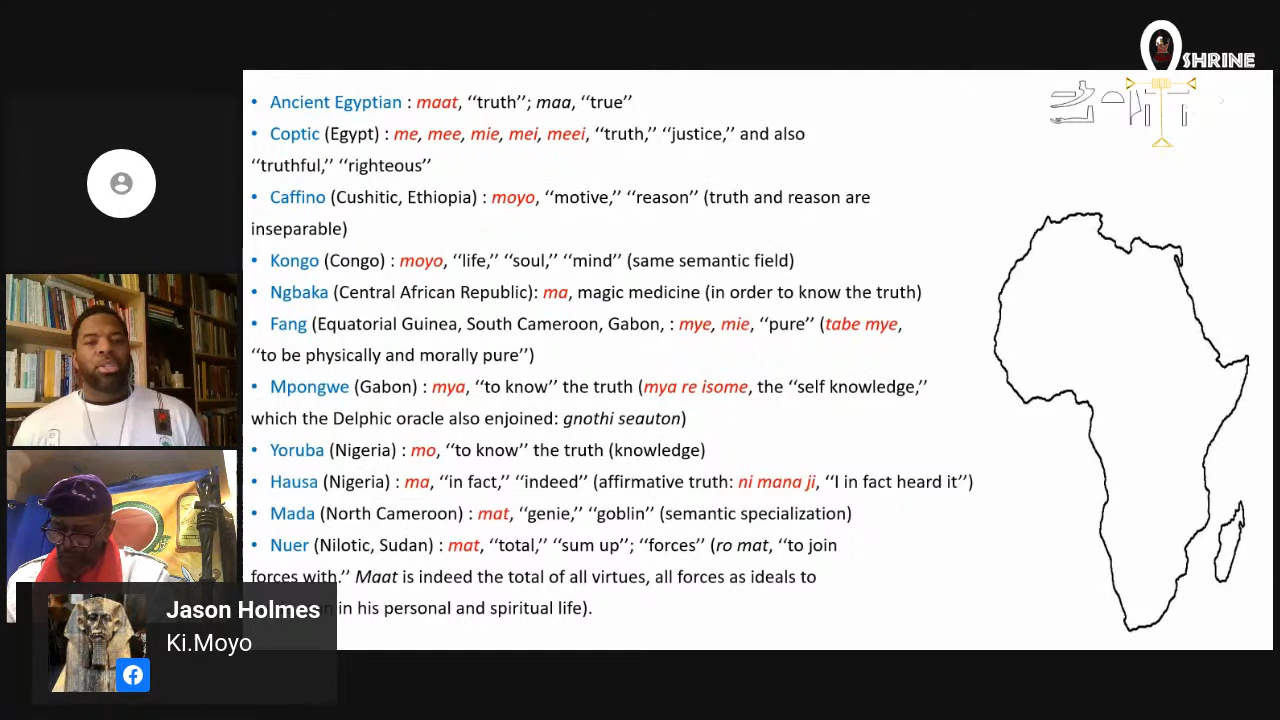 SHRINE
• Ancient Egyptian : maat, ‘‘truth’’; maa, ‘‘true’’
• Coptic (Egypt) : me, mee, mie, mei, meei, ‘‘truth,’’ ‘‘justice,’’ and also
‘‘truthful,’’ ‘‘righteous’’
• Caffino (Cushitic, Ethiopia) : moyo, ‘‘motive,’’ ‘‘reason’’ (truth and reason are
inseparable)
• Kongo (Congo) : moyo, ‘‘life,’’ ‘‘soul,’’ ‘‘mind’’ (same semantic field)
• Ngbaka (Central African Republic): ma, magic medicine (in order to know the truth)
• Fang (Equatorial Guinea, South Cameroon, Gabon, : mye, mie, ‘‘pure’’ (tabe mye,
‘‘to be physically and morally pure’’)
• Mpongwe (Gabon) : mya, ‘‘to know’’ the truth (mya re isome, the ‘‘self knowledge,’’
which the Delphic oracle also enjoined: gnothi seauton)
• Yoruba (Nigeria) : mo, ‘‘to know’’ the truth (knowledge)
• Hausa (Nigeria) : ma, ‘‘in fact,’’ ‘‘indeed’’ (affirmative truth: ni mana ji, ‘‘I in fact heard it’’)
• Mada (North Cameroon) : mat, ‘‘genie,’’ ‘‘goblin’’ (semantic specialization)
• Nuer (Nilotic, Sudan) : mat, ‘‘total,’’ ‘‘sum up’’; ‘‘forces’’ (ro mat, ‘‘to join
forces with.’’ Maat is indeed the total of all virtues, all forces as ideals to
in his personal and spiritual life).
Jason Holmes
Ki.Moyo